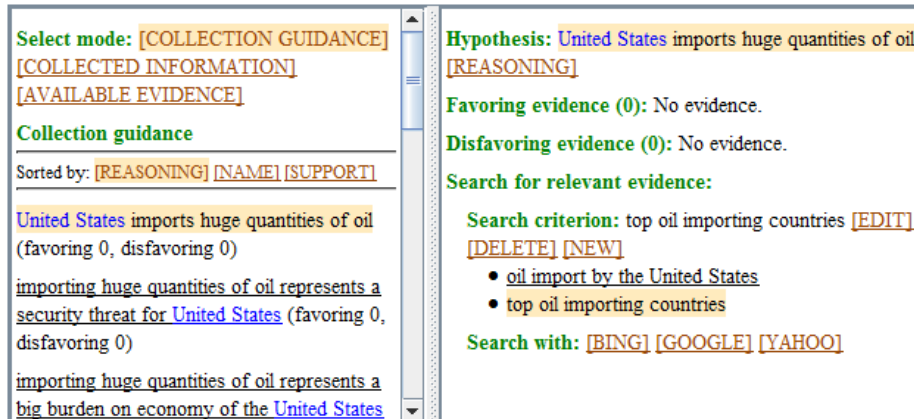 Select mode: [COLLECTION GUIDANCE]
[COLLECTED INFORMATION]
[AVAILABLE EVIDENCE]
Collection guidance
Sorted by: [REASONING] [NAME] [SUPPORT]
United States imports huge quantities of oil
(favoring 0, disfavoring 0)
importing huge quantities of oil represents a
security threat for United States (favoring 0,
disfavoring 0)
importing huge quantities of oil represents a
big burden on economy of the United States
Hypothesis: United States imports huge quantities of oil
[REASONING]
Favoring evidence (0): No evidence.
Disfavoring evidence (0): No evidence.
Search for relevant evidence:
Search criterion: top oil importing countries [EDIT]
[DELETE] [NEW]
• oil import by the United States
• top oil importing countries
Search with: [BING] [GOOGLE] [YAHOO]